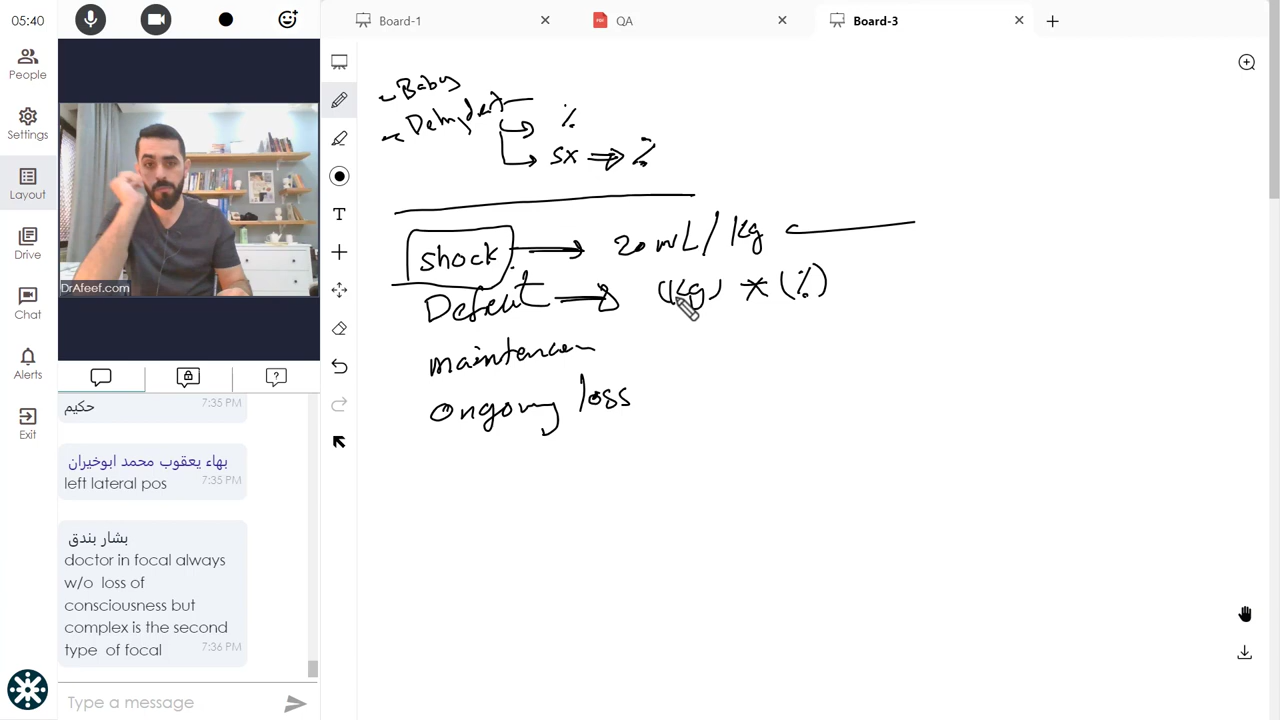 05:40
People
Settings
Layout
Drive
Chat
Alerts
Exit
DrAfeef.com
حكيم
7:35 PM
بهاء يعقوب محمد ابوخيران
left lateral pos
7:35 PM
بشار بندق
doctor in focal always
w/o loss of
consciousness but
complex is the second
type of focal
7:36 PM
Type a message
Board-1
QA
Board-3
Baby
%
sx ⇒ %
shock → 20 mL/kg
(kg) * (%)
ongoing loss